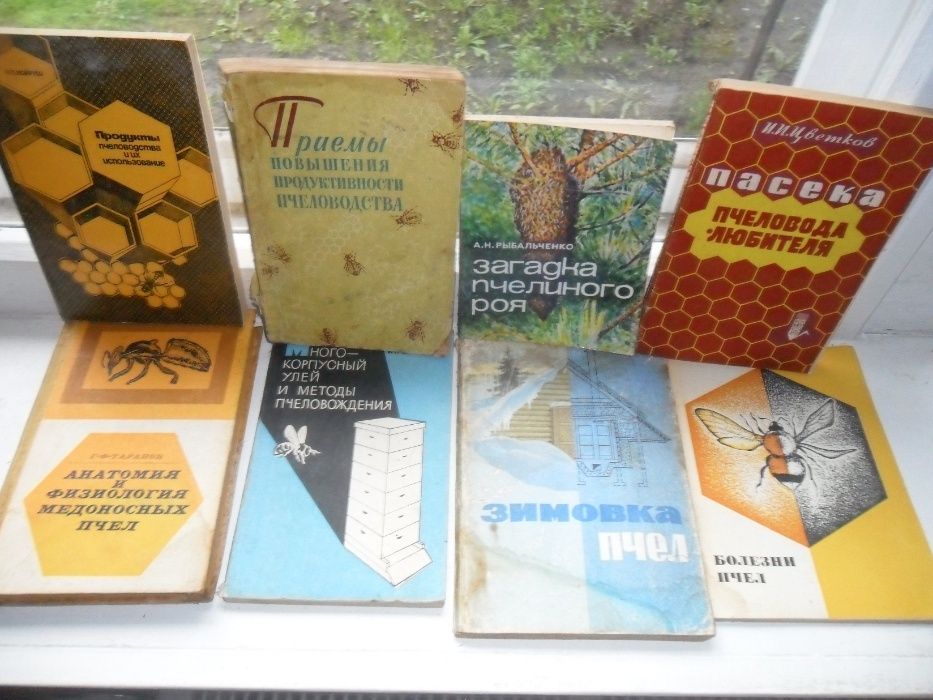 Продукты
пчеловодства
и их
использование
Приемы
повышения
продуктивности
пчеловодства
А.Н.РЫБАЛЬЧЕНКО
загадка
пчелиного
роя
И.И.Цветков
пасека
ПЧЕЛОВОДА
-ЛЮБИТЕЛЯ
Г.Ф.ТАРАНОВ
АНАТОМИЯ
И
ФИЗИОЛОГИЯ
МЕДОНОСНЫХ
ПЧЕЛ
МНОГО-
КОРПУСНЫЙ
УЛЕЙ
И МЕТОДЫ
ПЧЕЛОВОЖДЕНИЯ
ЗИМОВКА
ПЧЕЛ
БОЛЕЗНИ
ПЧЕЛ